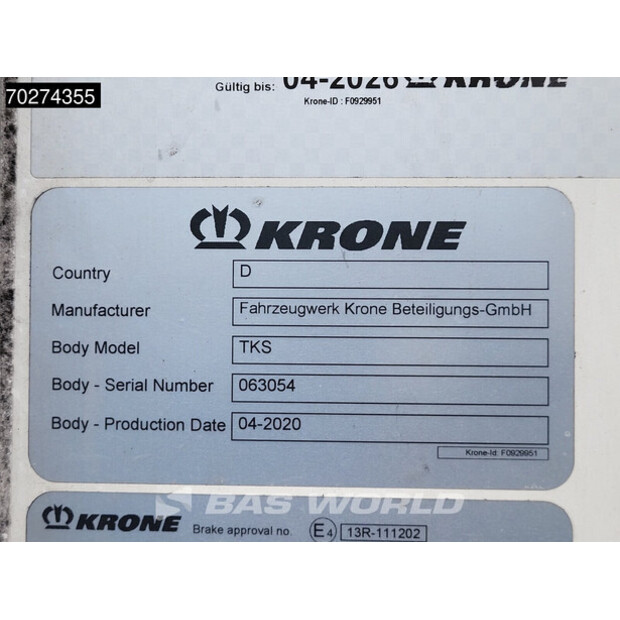 70274355
Gültig bis: 04-2026 KRONE
Krone-ID : F0929951
KRONE
Country D
Manufacturer Fahrzeugwerk Krone Beteiligungs-GmbH
Body Model TKS
Body - Serial Number 063054
Body - Production Date 04-2020
Krone-Id: F0929951
BAS WORLD
KRONE Brake approval no. E4 13R-111202